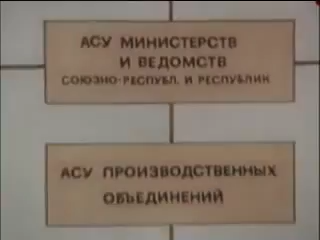 АСУ МИНИСТЕРСТВ
И ВЕДОМСТВ
СОЮЗНО-РЕСПУБЛ. И РЕСПУБЛИК
АСУ ПРОИЗВОДСТВЕННЫХ
ОБЪЕДИНЕНИЙ